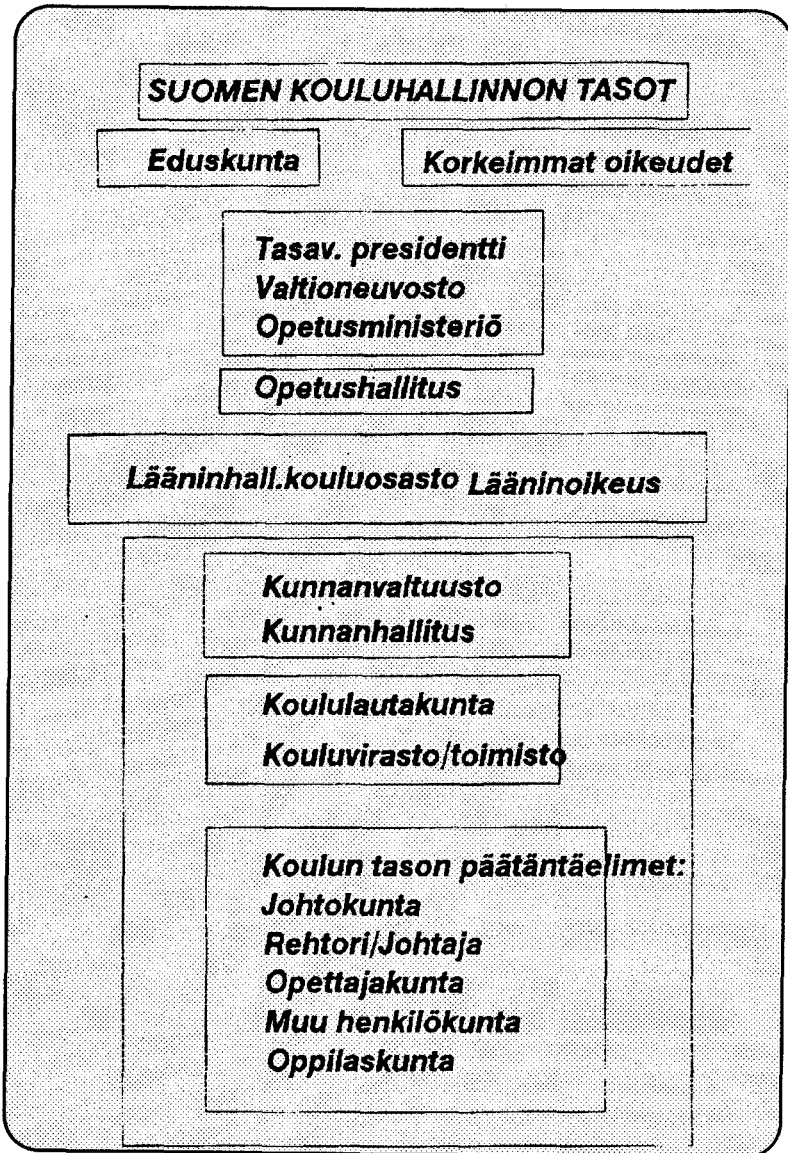 SUOMEN KOULUHALLINNON TASOT
Eduskunta Korkeimmat oikeudet
Tasav. presidentti
Valtioneuvosto
Opetusministeriö
Opetushallitus
Lääninhall.kouluosasto Lääninoikeus
Kunnanvaltuusto
Kunnanhallitus
Koululautakunta
Kouluvirasto/toimisto
Koulun tason päätäntäelimet:
Johtokunta
Rehtori/Johtaja
Opettajakunta
Muu henkilökunta
Oppilaskunta